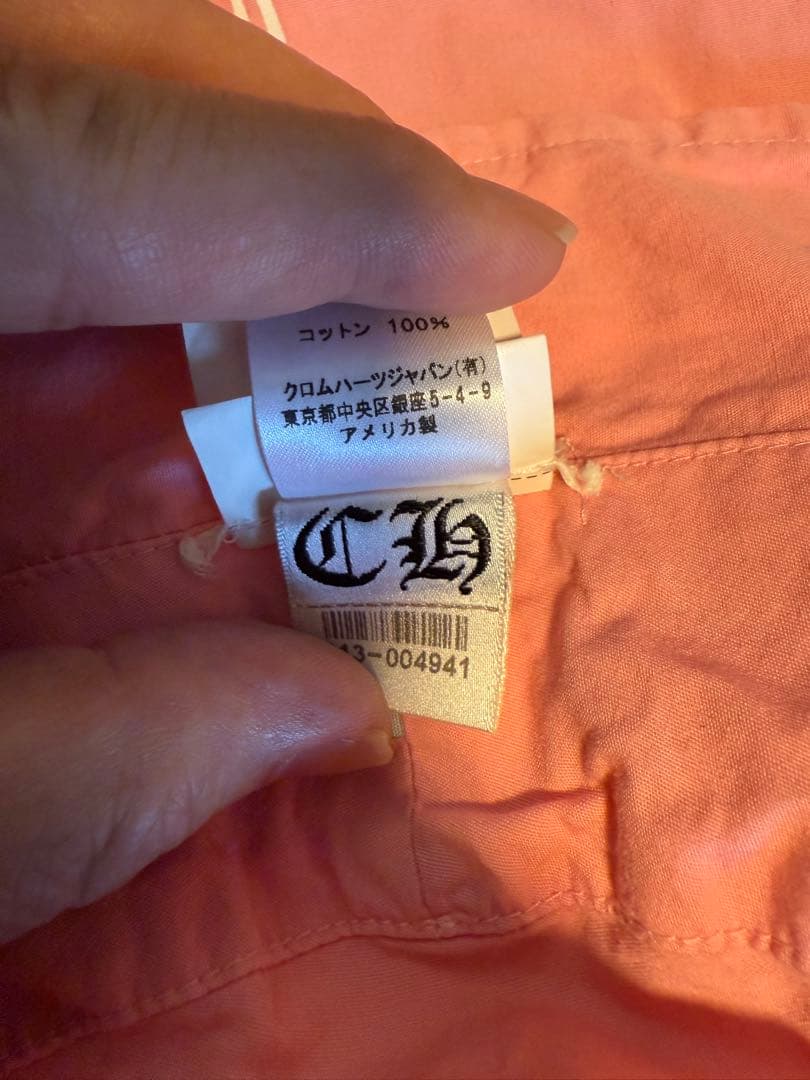 コットン 100%
クロムハーツジャパン(有)
東京都中央区銀座5-4-9
アメリカ製
CH
13-004941